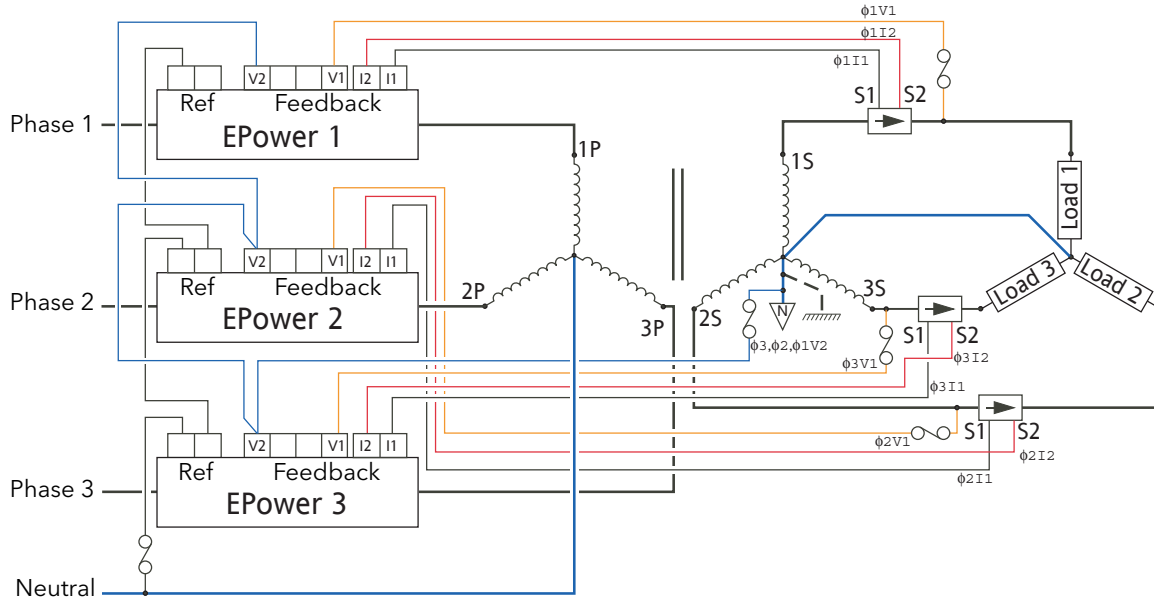 ϕ1V1
ϕ1I2
ϕ1I1
V2 V1 I2 I1
Ref Feedback
S1 S2
Phase 1
EPower 1
1P
1S
Load 1
V2 V1 I2 I1
Ref Feedback
2P
3P
2S
3S
Load 3
Load 2
Phase 2
EPower 2
N
S1 S2
ϕ3,ϕ2,ϕ1V2
ϕ3V1
ϕ3I2
ϕ3I1
V2 V1 I2 I1
Ref Feedback
S1 S2
ϕ2V1
ϕ2I2
ϕ2I1
Phase 3
EPower 3
Neutral